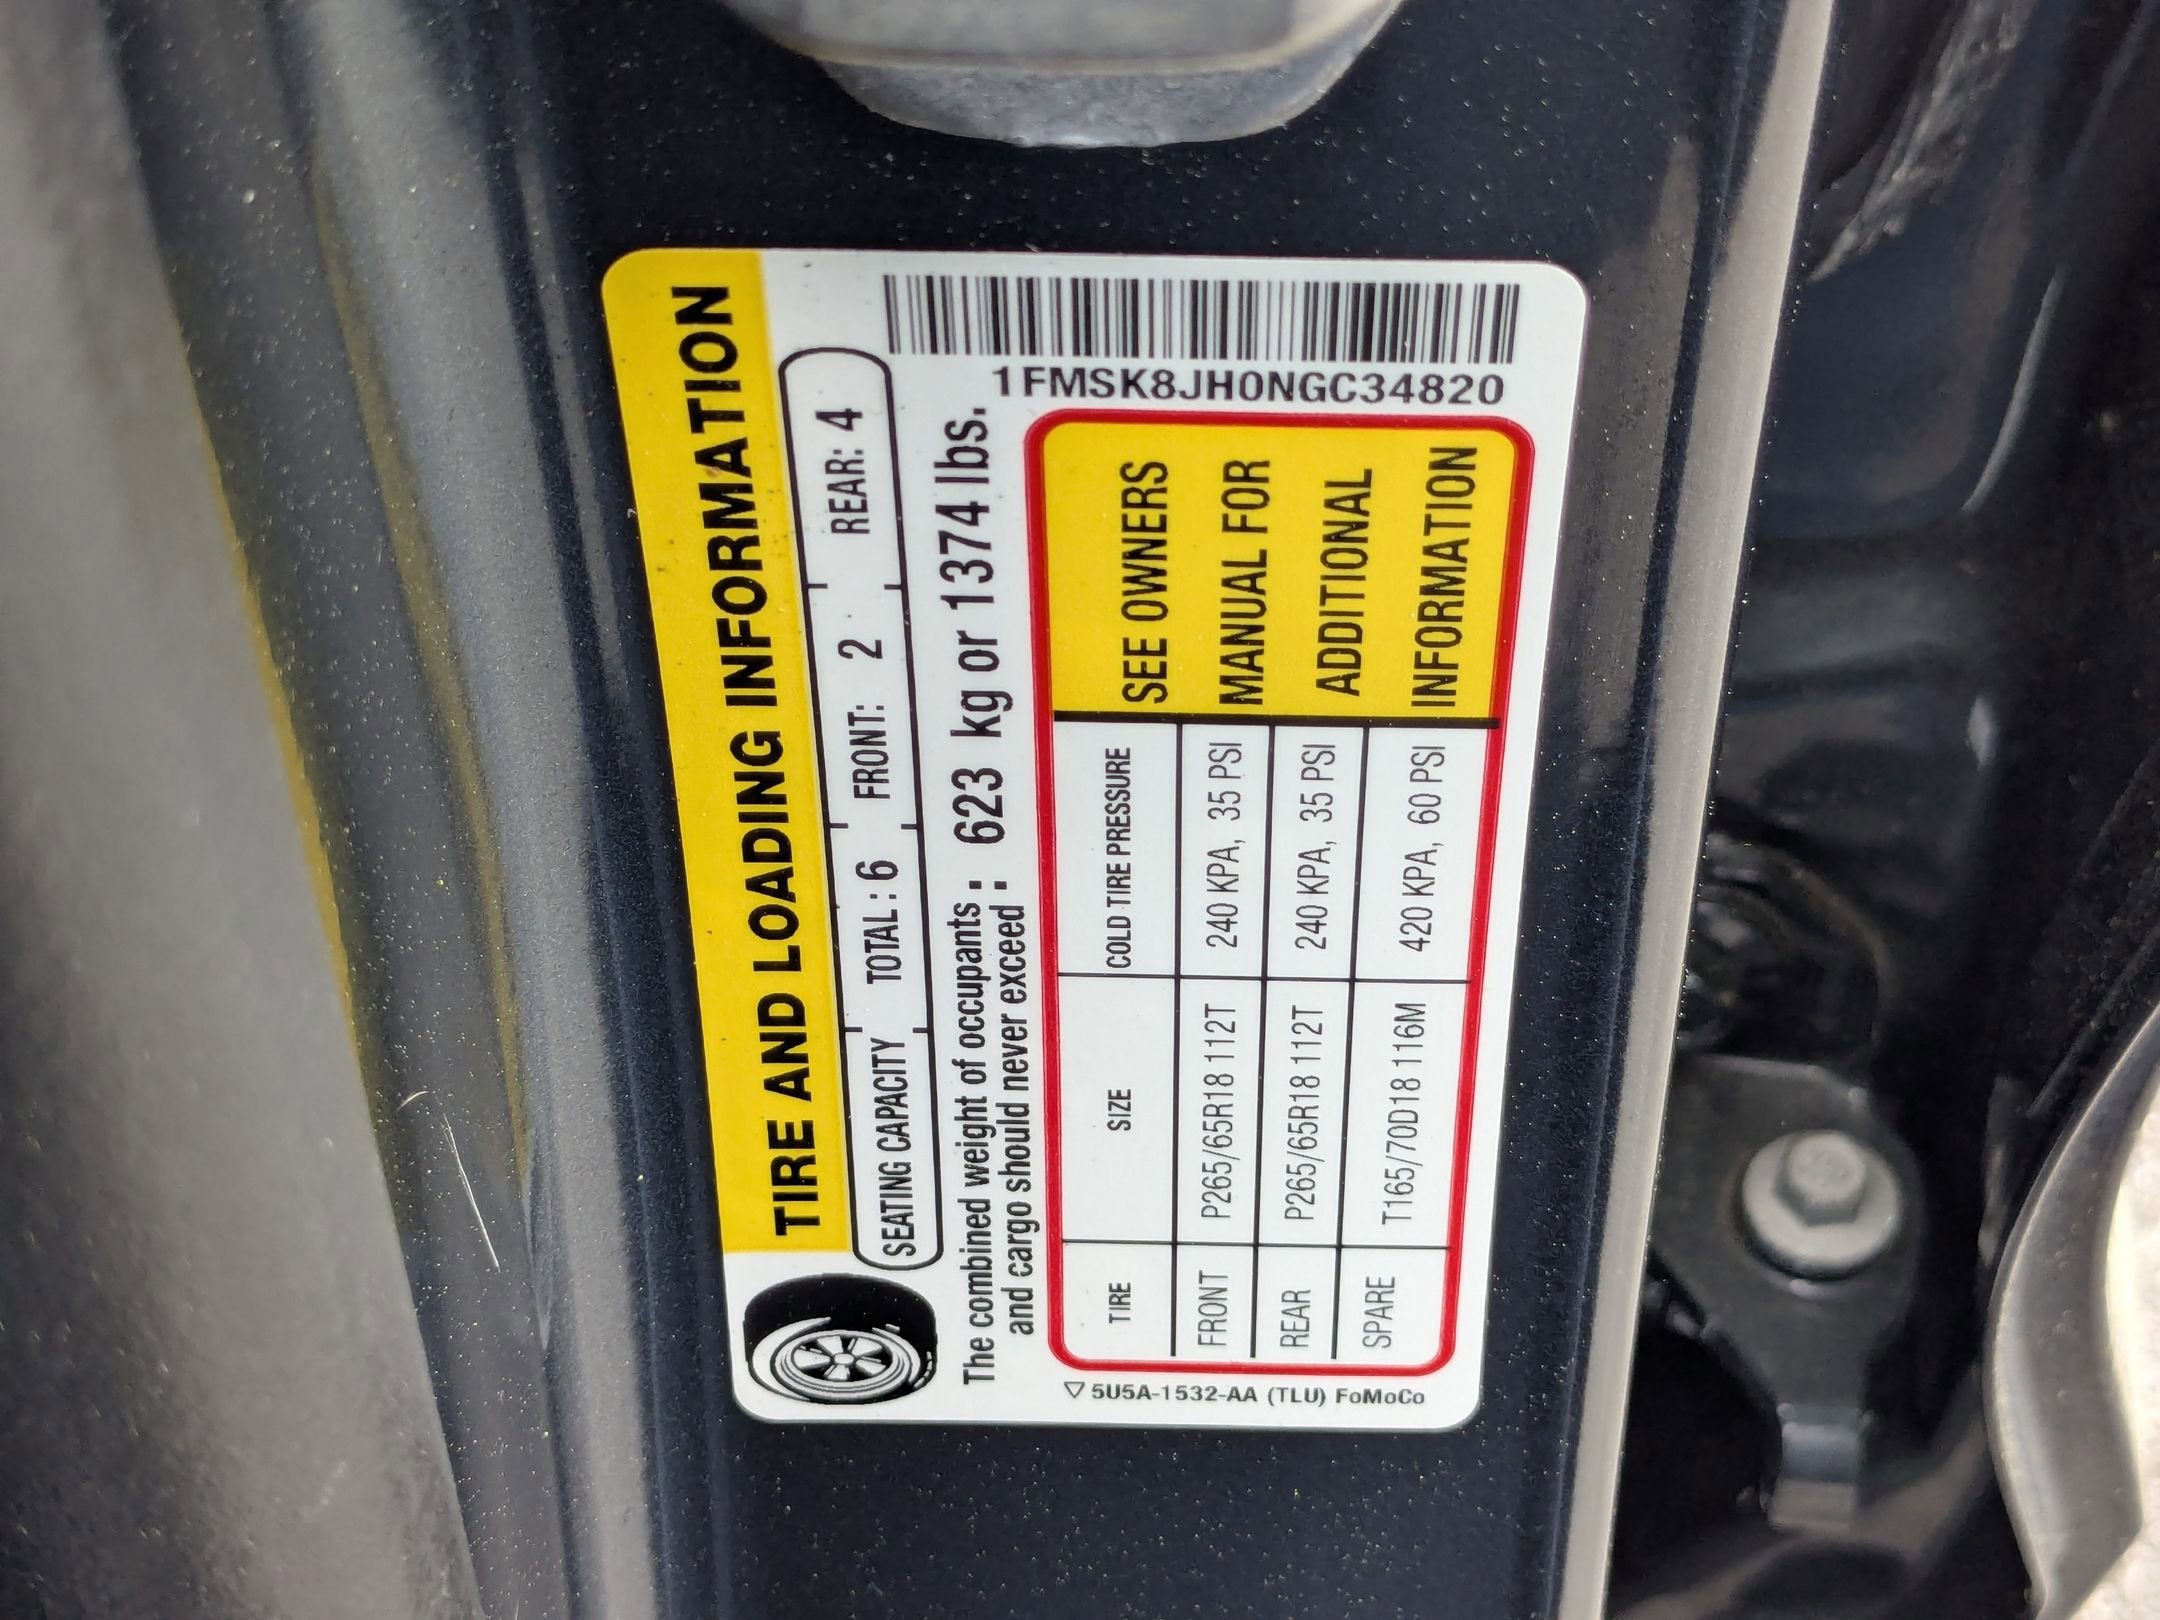 TIRE AND LOADING INFORMATION
SEATING CAPACITY TOTAL : 6 FRONT: 2 REAR: 4
The combined weight of occupants :
and cargo should never exceed : 623 kg or 1374 lbs.
TIRE SIZE COLD TIRE PRESSURE
FRONT P265/65R18 112T 240 KPA, 35 PSI
REAR P265/65R18 112T 240 KPA, 35 PSI
SPARE T165/70D18 116M 420 KPA, 60 PSI
SEE OWNERS
MANUAL FOR
ADDITIONAL
INFORMATION
1FMSK8JH0NGC34820
5U5A-1532-AA (TLU) FoMoCo